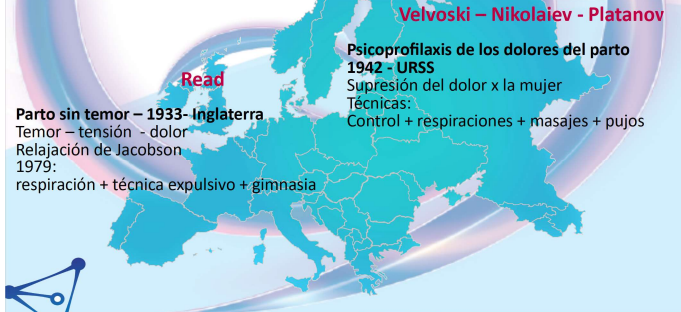 Velvoski – Nikolaiev - Platanov
Psicoprofilaxis de los dolores del parto
1942 - URSS
Supresión del dolor x la mujer
Técnicas:
Control + respiraciones + masajes + pujos
Read
Parto sin temor – 1933- Inglaterra
Temor – tensión - dolor
Relajación de Jacobson
1979:
respiración + técnica expulsivo + gimnasia